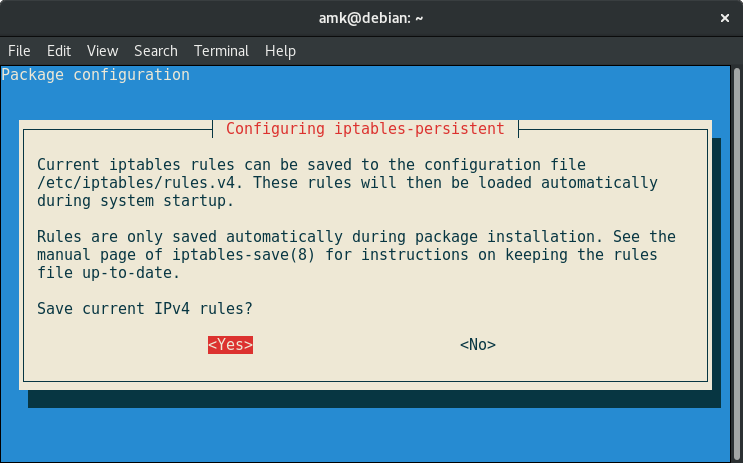 amk@debian: ~
File Edit View Search Terminal Help
Package configuration
Configuring iptables-persistent
Current iptables rules can be saved to the configuration file
/etc/iptables/rules.v4. These rules will then be loaded automatically
during system startup.
Rules are only saved automatically during package installation. See the
manual page of iptables-save(8) for instructions on keeping the rules
file up-to-date.
Save current IPv4 rules?
<Yes> <No>